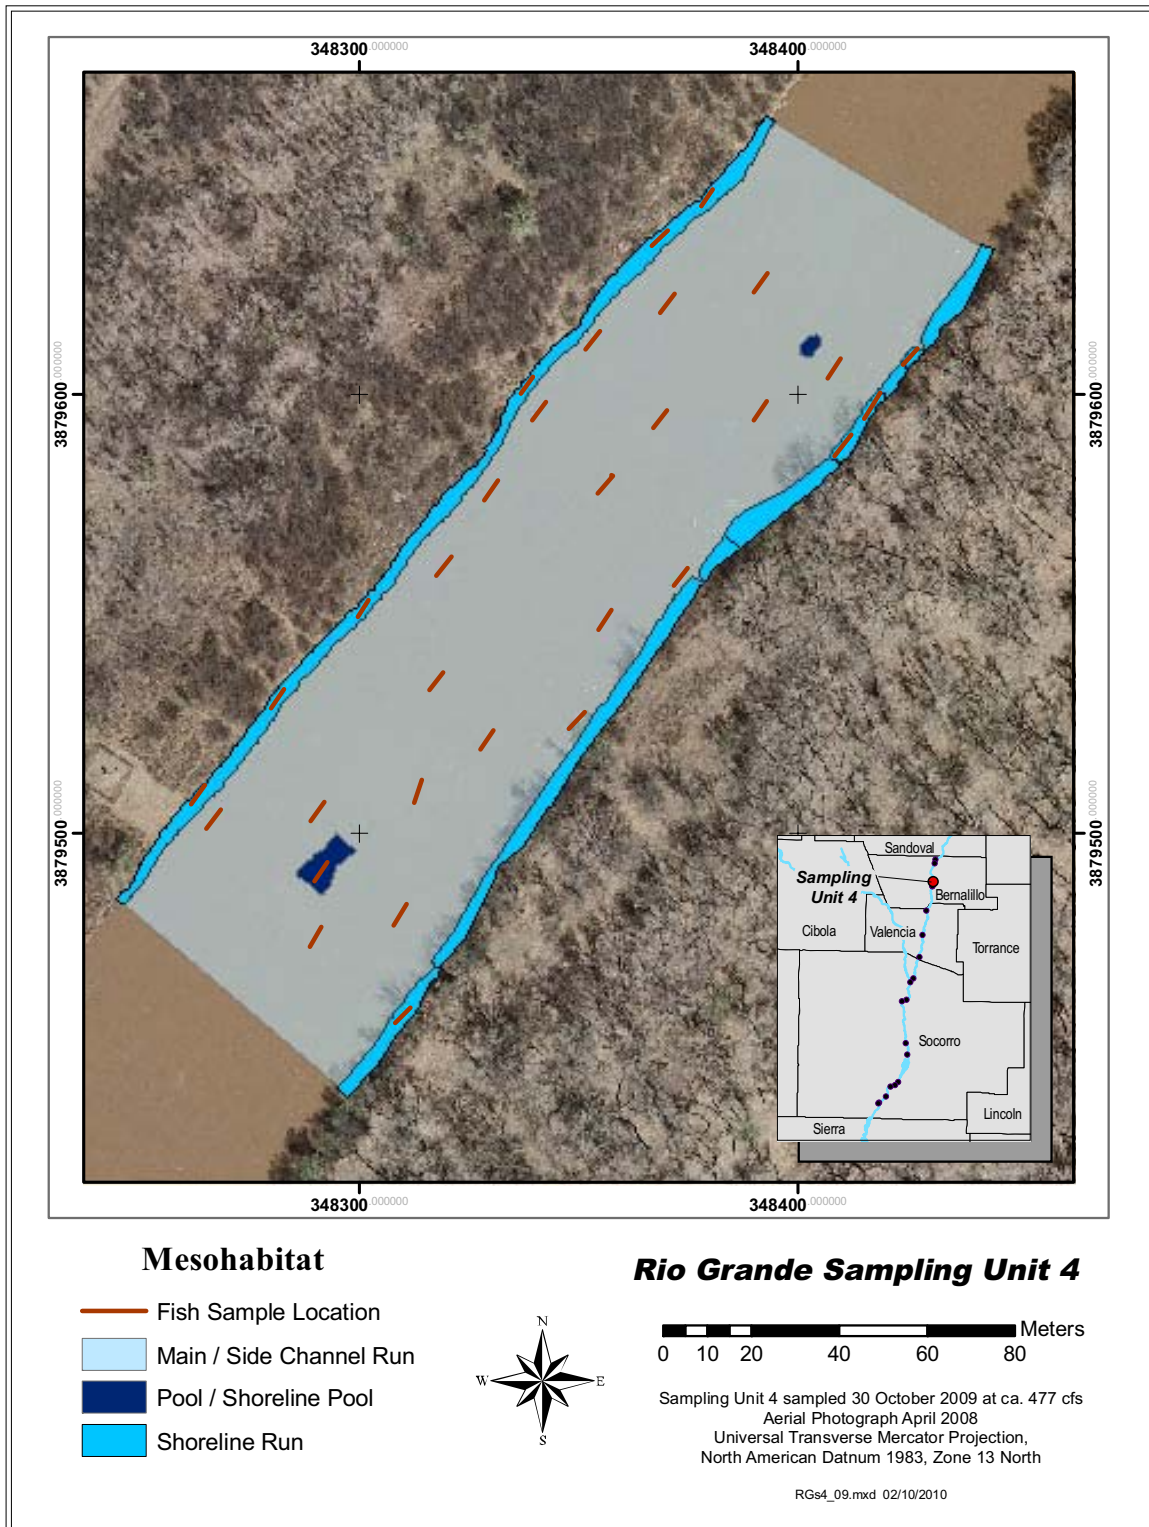 348300.000000 348400.000000
3879600.000000
3879600.000000
3879500.000000
3879500.000000
Sandoval
Sampling
Unit 4
Bernalillo
Cibola
Valencia
Torrance
Socorro
Lincoln
Sierra
348300.000000 348400.000000
Mesohabitat
Fish Sample Location
Main / Side Channel Run
Pool / Shoreline Pool
Shoreline Run
N
W E
S
Rio Grande Sampling Unit 4
Meters
0 10 20 40 60 80
Sampling Unit 4 sampled 30 October 2009 at ca. 477 cfs
Aerial Photograph April 2008
Universal Transverse Mercator Projection,
North American Datnum 1983, Zone 13 North
RGs4_09.mxd 02/10/2010